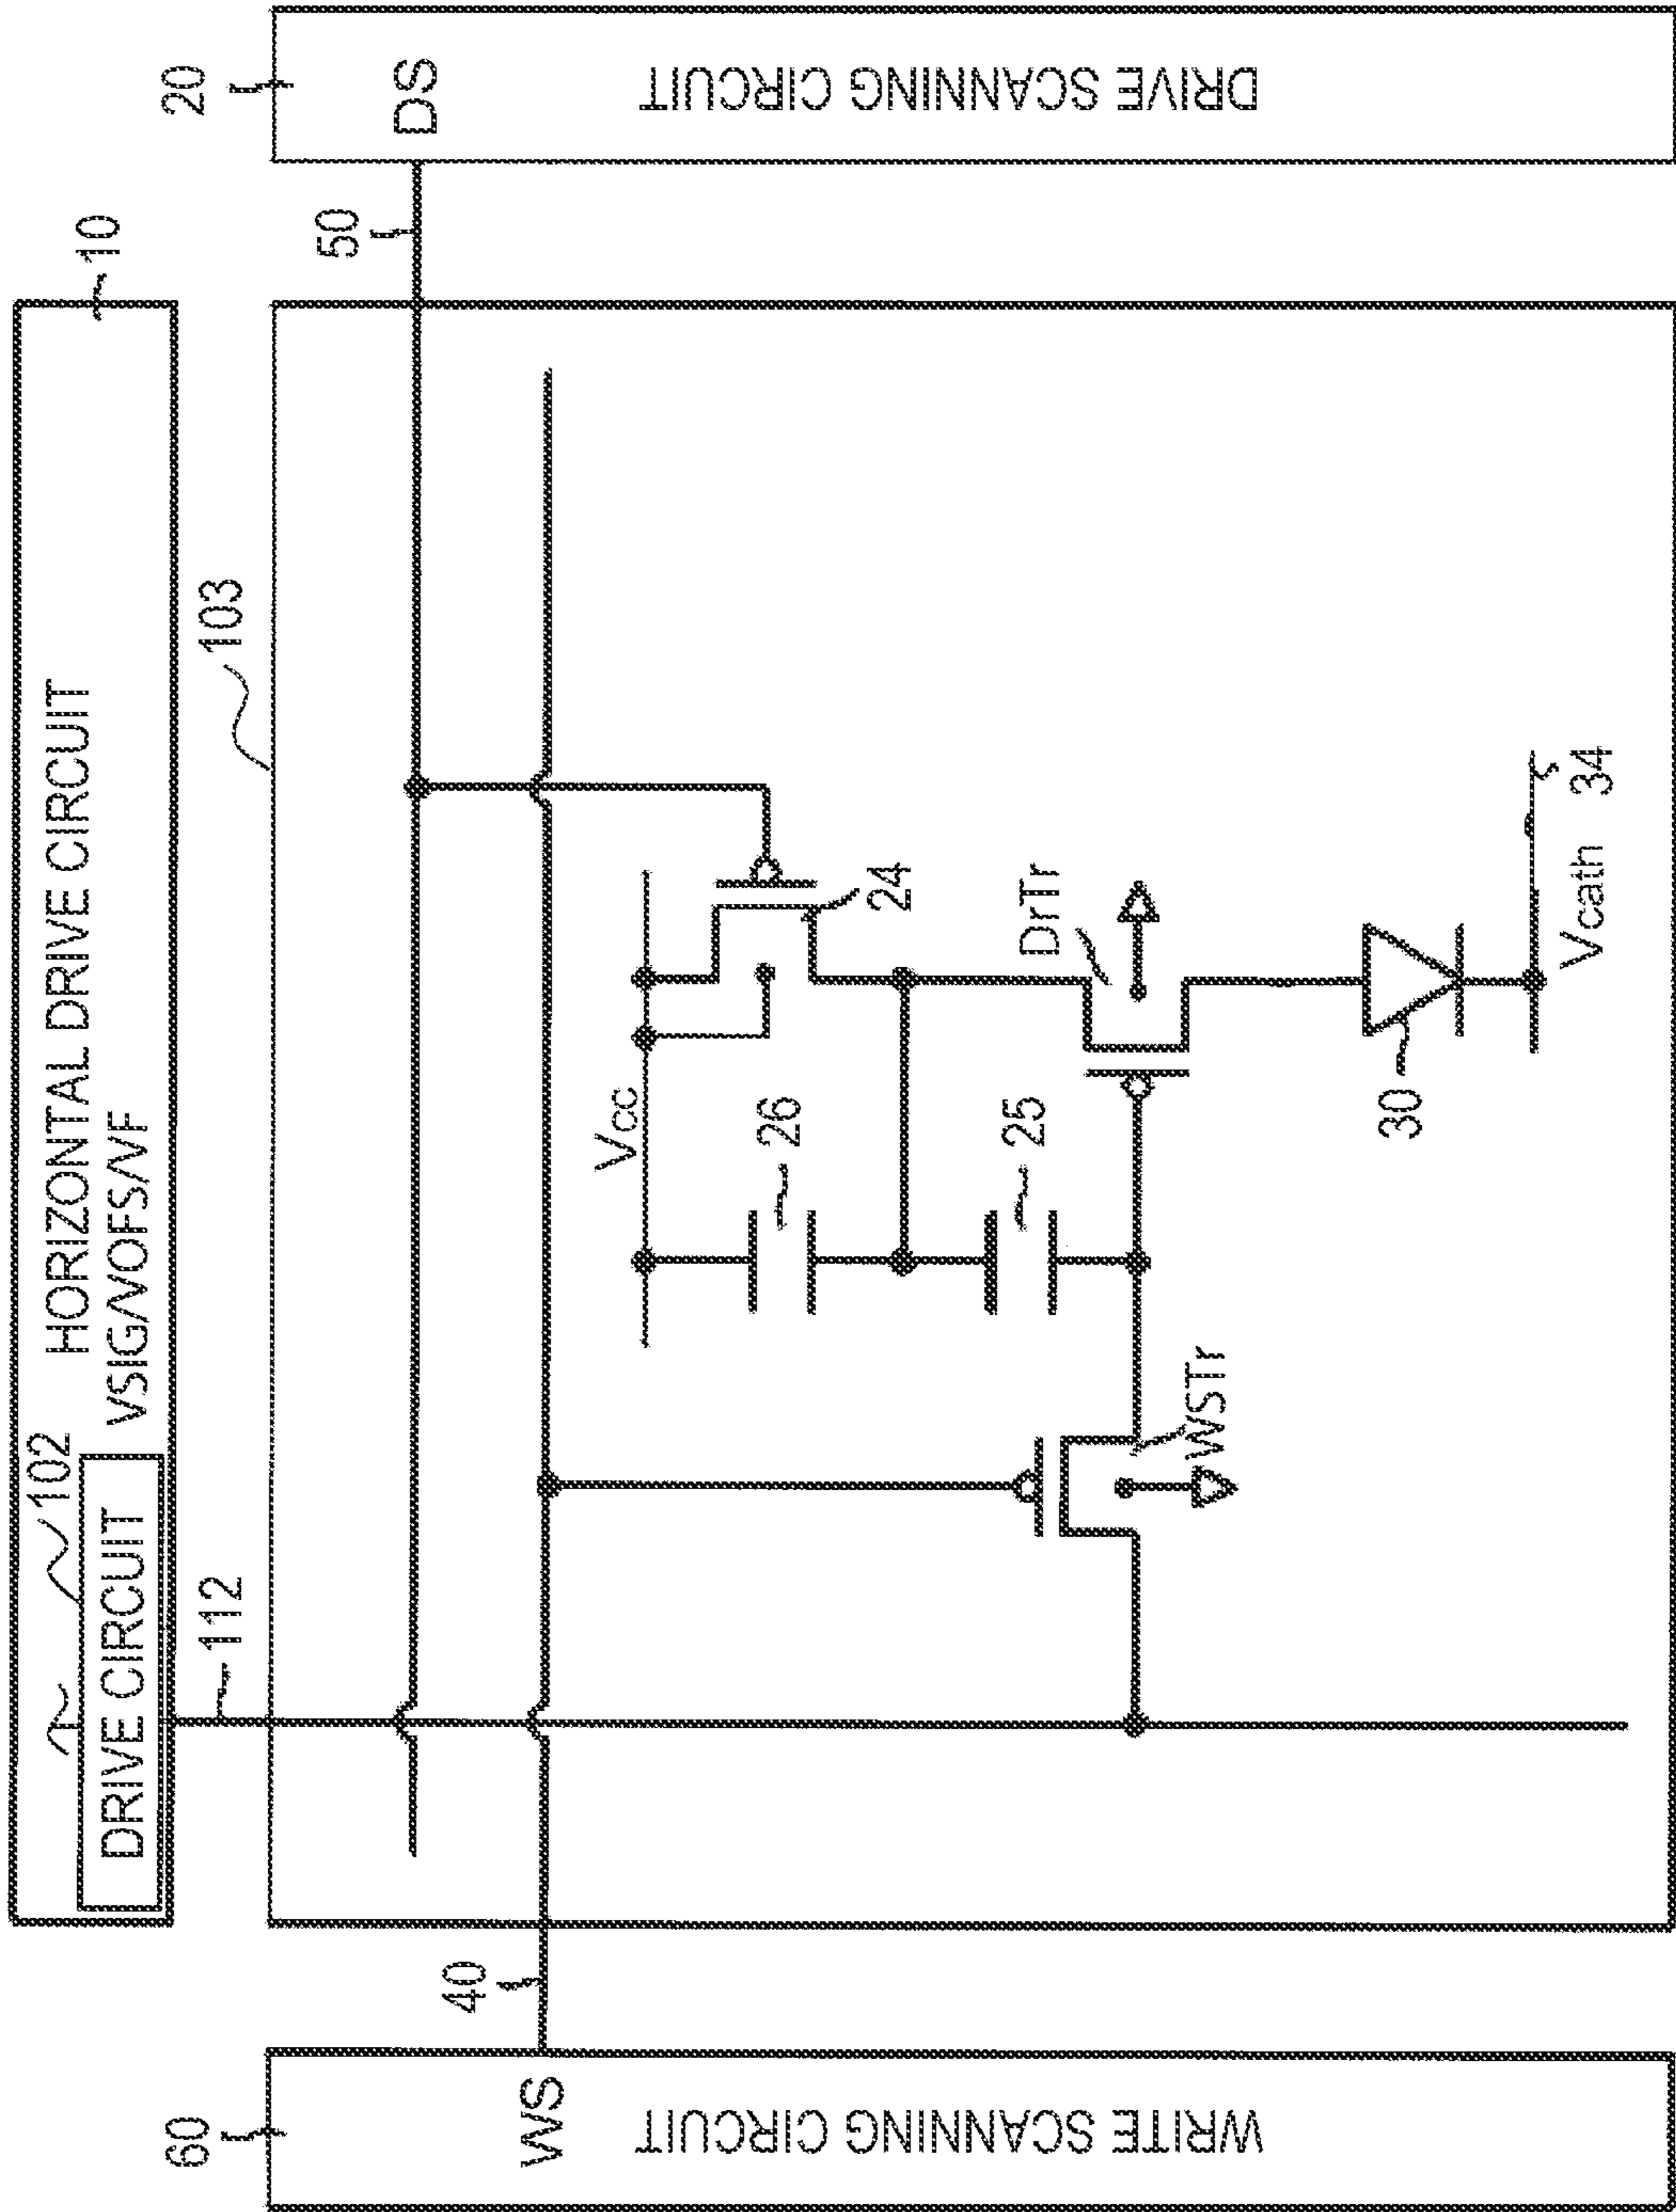 HORIZONTAL DRIVE CIRCUIT
VSIG/VOFS/VF
102
DRIVE CIRCUIT
10
112
103
20
DS
DRIVE SCANNING CIRCUIT
50
60
WS
WRITE SCANNING CIRCUIT
40
Vcc
26
24
25
DrTr
WSTr
30
Vcath
34